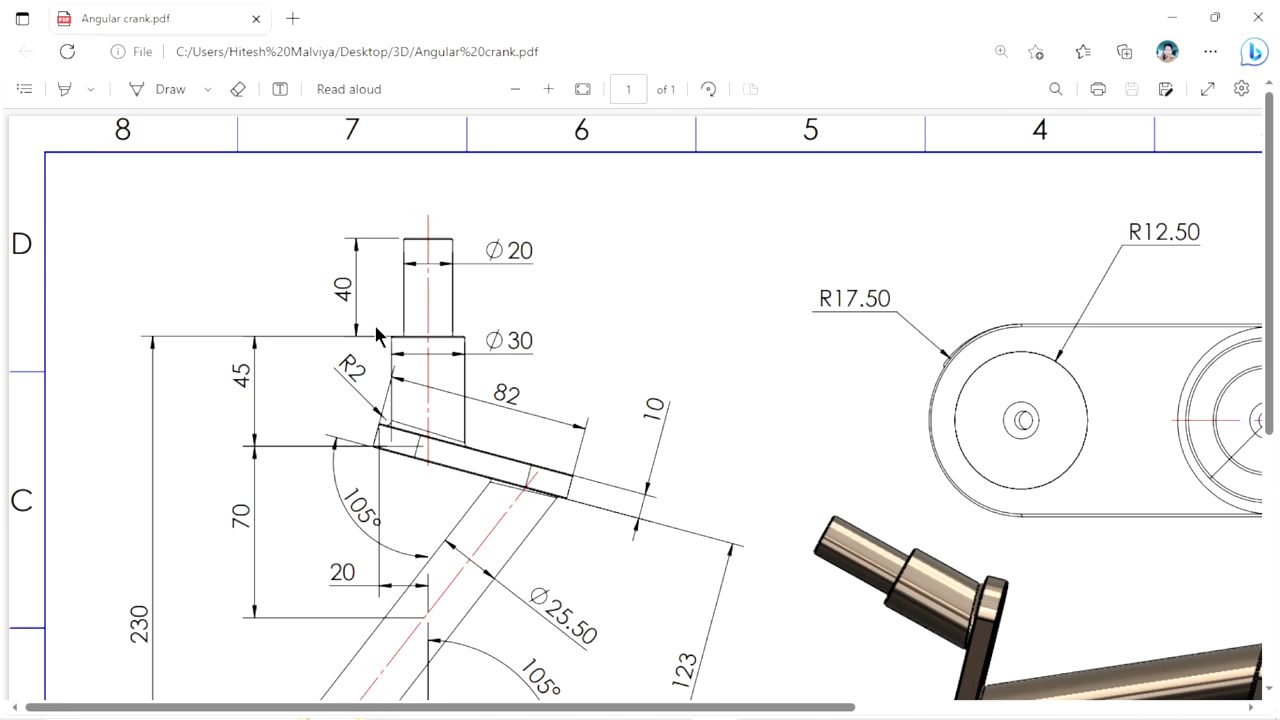 Angular crank.pdf
File
C:/Users/Hitesh%20Malviya/Desktop/3D/Angular%20crank.pdf
Draw
Read aloud
1
of 1
8
7
6
5
4
D
C
R12.50
∅ 20
40
R17.50
∅ 30
45
R2
82
10
105°
70
20
∅ 25.50
230
105°
123